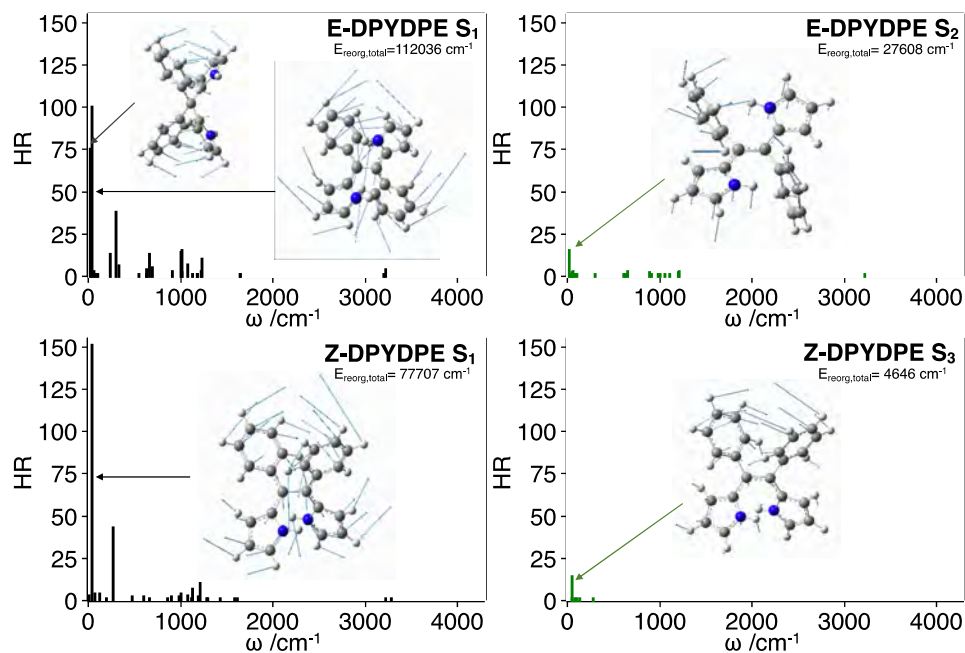 E-DPYDPE S1
Ereorg,total=112036 cm-1
HR
150
125
100
75
50
25
0
0 1000 2000 3000 4000
ω /cm-1
E-DPYDPE S2
Ereorg,total= 27608 cm-1
HR
150
125
100
75
50
25
0
0 1000 2000 3000 4000
ω /cm-1
Z-DPYDPE S1
Ereorg,total= 77707 cm-1
HR
150
125
100
75
50
25
0
0 1000 2000 3000 4000
ω /cm-1
Z-DPYDPE S3
Ereorg,total= 4646 cm-1
HR
150
125
100
75
50
25
0
0 1000 2000 3000 4000
ω /cm-1